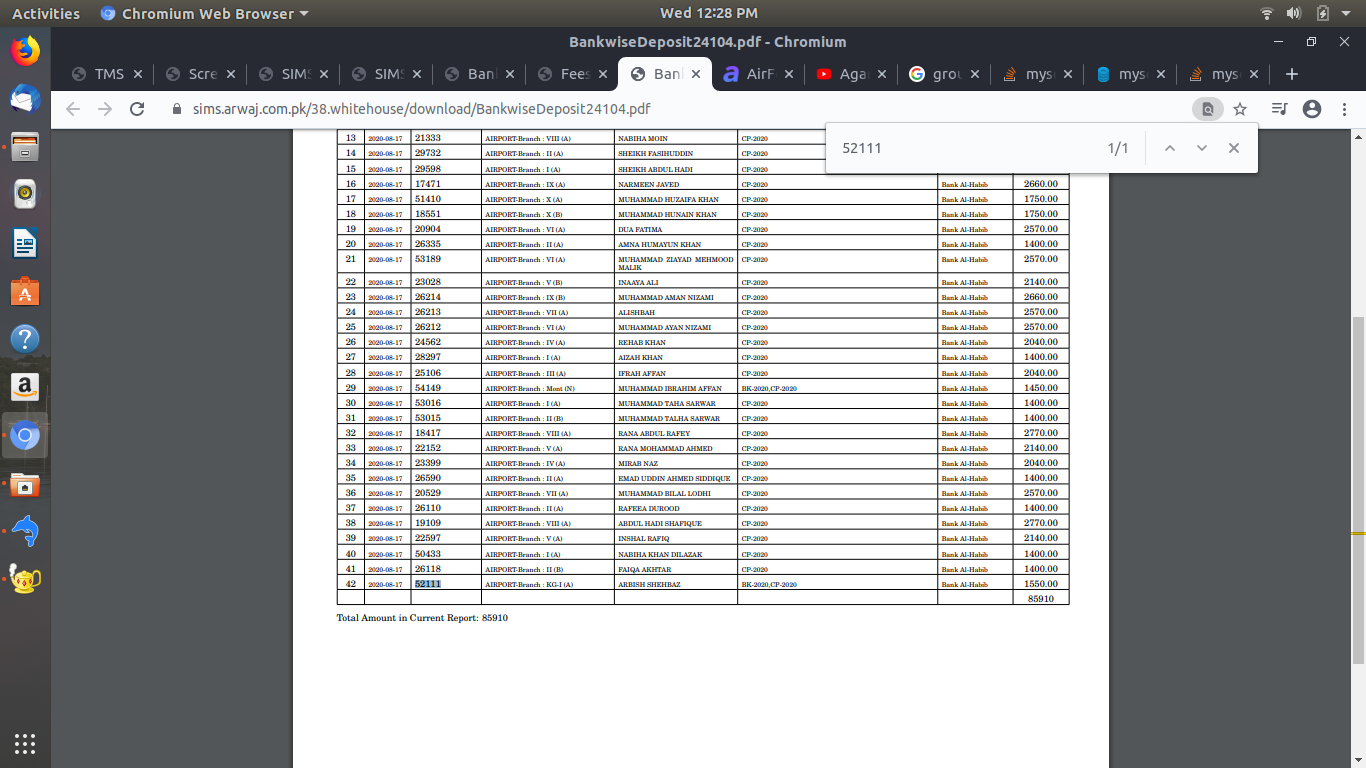 Activities Chromium Web Browser Wed 12:28 PM
BankwiseDeposit24104.pdf - Chromium
TMS Scre SIMS SIMS Ban Fees Ban AirF Aga grou mys mys mys
sims.arwaj.com.pk/38.whitehouse/download/BankwiseDeposit24104.pdf
52111 1/1
13 2020-08-17 21333 AIRPORT-Branch : VIII (A) NABIHA MOIN CP-2020
14 2020-08-17 29732 AIRPORT-Branch : II (A) SHEIKH FASIHUDDIN CP-2020
15 2020-08-17 29598 AIRPORT-Branch : I (A) SHEIKH ABDUL HADI CP-2020
16 2020-08-17 17471 AIRPORT-Branch : IX (A) NARMEEN JAVED CP-2020 Bank Al-Habib 2660.00
17 2020-08-17 51410 AIRPORT-Branch : X (A) MUHAMMAD HUZAIFA KHAN CP-2020 Bank Al-Habib 1750.00
18 2020-08-17 18551 AIRPORT-Branch : X (B) MUHAMMAD HUNAIN KHAN CP-2020 Bank Al-Habib 1750.00
19 2020-08-17 20904 AIRPORT-Branch : VI (A) DUA FATIMA CP-2020 Bank Al-Habib 2570.00
20 2020-08-17 26335 AIRPORT-Branch : II (A) AMNA HUMAYUN KHAN CP-2020 Bank Al-Habib 1400.00
21 2020-08-17 53189 AIRPORT-Branch : VI (A) MUHAMMAD ZIAYAD MEHMOOD CP-2020 Bank Al-Habib 2570.00
MALIK
22 2020-08-17 23028 AIRPORT-Branch : V (B) INAAYA ALI CP-2020 Bank Al-Habib 2140.00
23 2020-08-17 26214 AIRPORT-Branch : IX (B) MUHAMMAD AMAN NIZAMI CP-2020 Bank Al-Habib 2660.00
24 2020-08-17 26213 AIRPORT-Branch : VII (A) ALISHBAH CP-2020 Bank Al-Habib 2570.00
25 2020-08-17 26212 AIRPORT-Branch : VI (A) MUHAMMAD AYAN NIZAMI CP-2020 Bank Al-Habib 2570.00
26 2020-08-17 24562 AIRPORT-Branch : IV (A) REHAB KHAN CP-2020 Bank Al-Habib 2040.00
27 2020-08-17 28297 AIRPORT-Branch : I (A) AIZAH KHAN CP-2020 Bank Al-Habib 1400.00
28 2020-08-17 25106 AIRPORT-Branch : III (A) IFRAH AFFAN CP-2020 Bank Al-Habib 2040.00
29 2020-08-17 54149 AIRPORT-Branch : Mont (N) MUHAMMAD IBRAHIM AFFAN BK-2020,CP-2020 Bank Al-Habib 1450.00
30 2020-08-17 53016 AIRPORT-Branch : I (A) MUHAMMAD TAHA SARWAR CP-2020 Bank Al-Habib 1400.00
31 2020-08-17 53015 AIRPORT-Branch : II (B) MUHAMMAD TALHA SARWAR CP-2020 Bank Al-Habib 1400.00
32 2020-08-17 18417 AIRPORT-Branch : VIII (A) RANA ABDUL RAFEY CP-2020 Bank Al-Habib 2770.00
33 2020-08-17 22152 AIRPORT-Branch : V (A) RANA MOHAMMAD AHMED CP-2020 Bank Al-Habib 2140.00
34 2020-08-17 23399 AIRPORT-Branch : IV (A) MIRAB NAZ CP-2020 Bank Al-Habib 2040.00
35 2020-08-17 26590 AIRPORT-Branch : II (A) EMAD UDDIN AHMED SIDDIQUE CP-2020 Bank Al-Habib 1400.00
36 2020-08-17 20529 AIRPORT-Branch : VII (A) MUHAMMAD BILAL LODHI CP-2020 Bank Al-Habib 2570.00
37 2020-08-17 26110 AIRPORT-Branch : II (A) RAFEEA DUROOD CP-2020 Bank Al-Habib 1400.00
38 2020-08-17 19109 AIRPORT-Branch : VIII (A) ABDUL HADI SHAFIQUE CP-2020 Bank Al-Habib 2770.00
39 2020-08-17 22597 AIRPORT-Branch : V (A) INSHAL RAFIQ CP-2020 Bank Al-Habib 2140.00
40 2020-08-17 50433 AIRPORT-Branch : I (A) NABIHA KHAN DILAZAK CP-2020 Bank Al-Habib 1400.00
41 2020-08-17 26118 AIRPORT-Branch : II (B) FAIQA AKHTAR CP-2020 Bank Al-Habib 1400.00
42 2020-08-17 52111 AIRPORT-Branch : KG-I (A) ARBISH SHEHBAZ BK-2020,CP-2020 Bank Al-Habib 1550.00
85910
Total Amount in Current Report: 85910